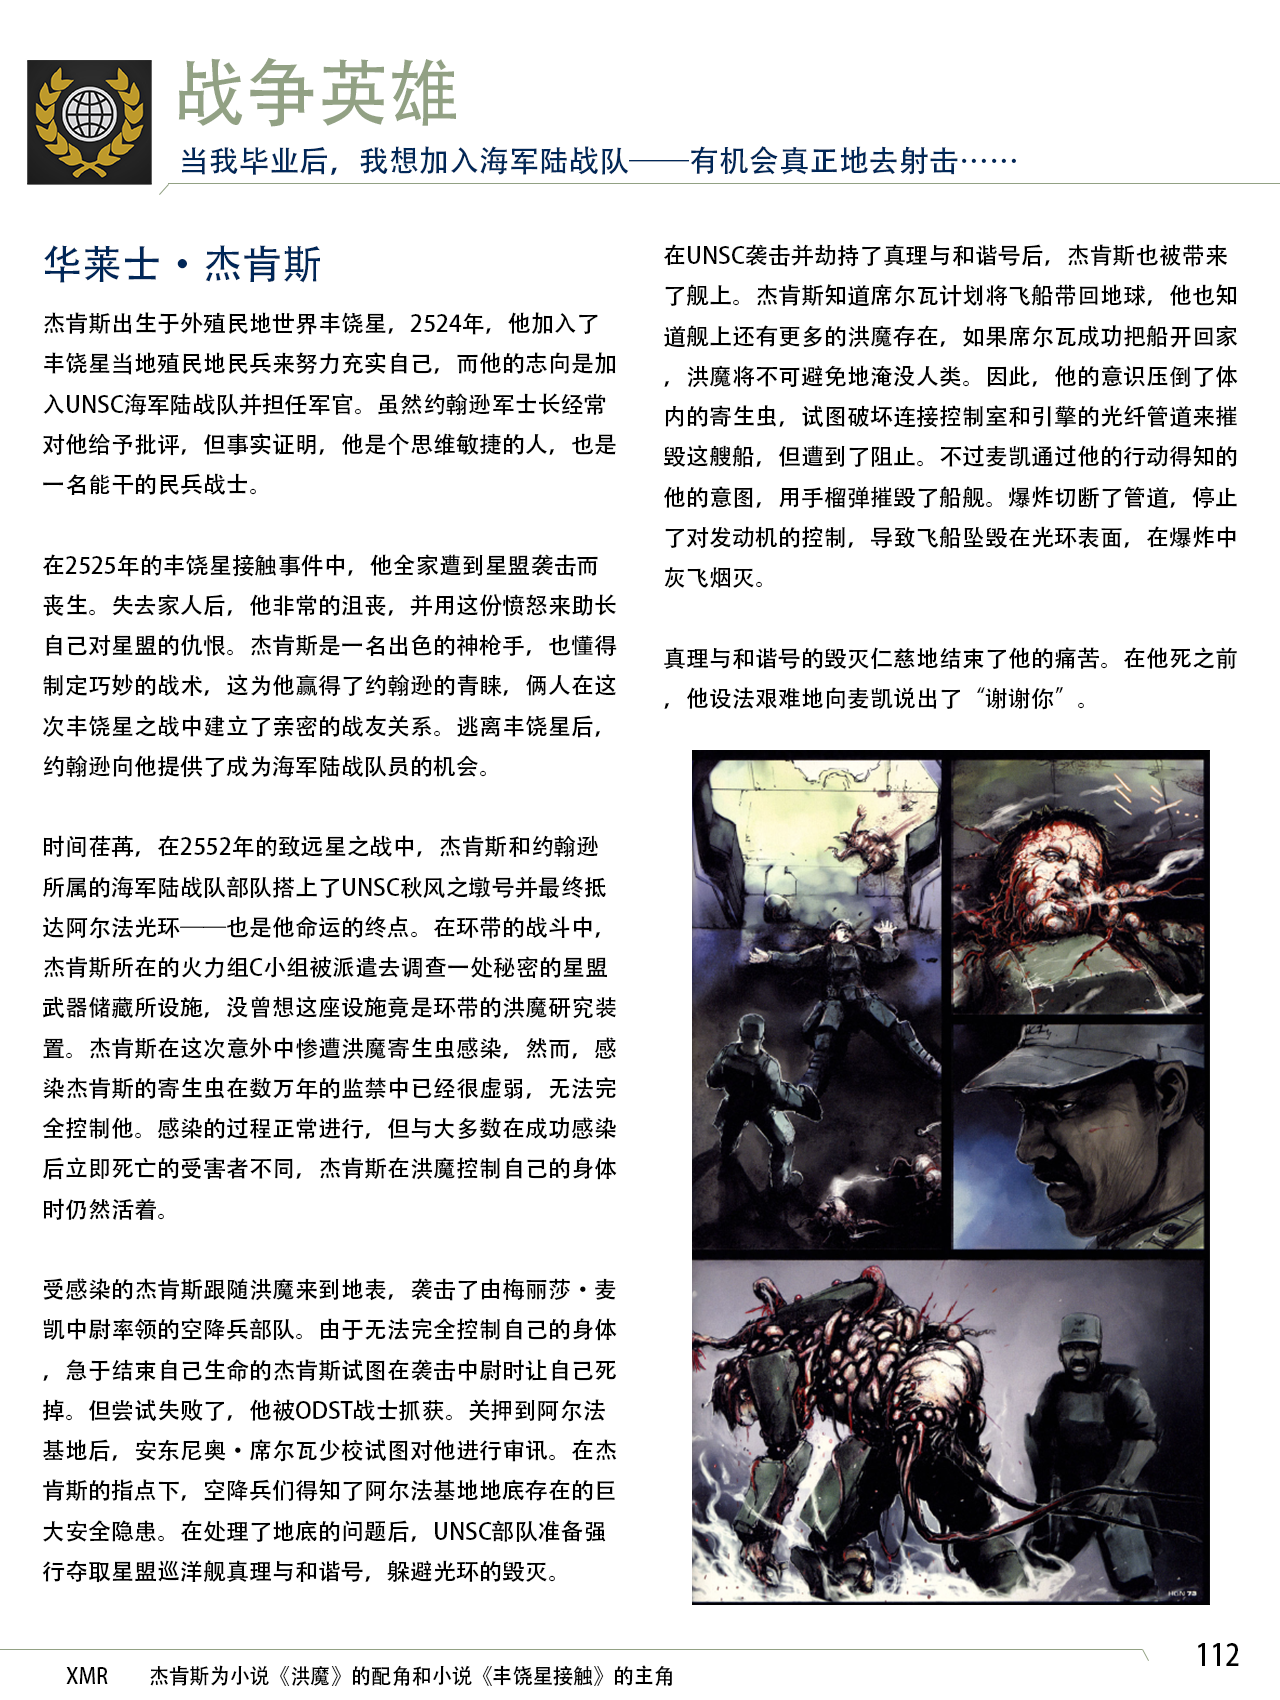 战争英雄
当我毕业后，我想加入海军陆战队——有机会真正地去射击……
华莱士·杰肯斯
杰肯斯出生于外殖民地世界丰饶星，2524年，他加入了
丰饶星当地殖民地民兵来努力充实自己，而他的志向是加
入UNSC海军陆战队并担任军官。虽然约翰逊军士长经常
对他给予批评，但事实证明，他是个思维敏捷的人，也是
一名能干的民兵战士。
在2525年的丰饶星接触事件中，他全家遭到星盟袭击而
丧生。失去家人后，他非常的沮丧，并用这份愤怒来助长
自己对星盟的仇恨。杰肯斯是一名出色的神枪手，也懂得
制定巧妙的战术，这为他赢得了约翰逊的青睐，俩人在这
次丰饶星之战中建立了亲密的战友关系。逃离丰饶星后，
约翰逊向他提供了成为海军陆战队员的机会。
时间荏苒，在2552年的致远星之战中，杰肯斯和约翰逊
所属的海军陆战队部队搭上了UNSC秋风之墩号并最终抵
达阿尔法光环——也是他命运的终点。在环带的战斗中，
杰肯斯所在的火力组C小组被派遣去调查一处秘密的星盟
武器储藏所设施，没曾想这座设施竟是环带的洪魔研究装
置。杰肯斯在这次意外中惨遭洪魔寄生虫感染，然而，感
染杰肯斯的寄生虫在数万年的监禁中已经很虚弱，无法完
全控制他。感染的过程正常进行，但与大多数在成功感染
后立即死亡的受害者不同，杰肯斯在洪魔控制自己的身体
时仍然活着。
受感染的杰肯斯跟随洪魔来到地表，袭击了由梅丽莎·麦
凯中尉率领的空降兵部队。由于无法完全控制自己的身体
，急于结束自己生命的杰肯斯试图在袭击中尉时让自己死
掉。但尝试失败了，他被ODST战士抓获。关押到阿尔法
基地后，安东尼奥·席尔瓦少校试图对他进行审讯。在杰
肯斯的指点下，空降兵们得知了阿尔法基地地底存在的巨
大安全隐患。在处理了地底的问题后，UNSC部队准备强
行夺取星盟巡洋舰真理与和谐号，躲避光环的毁灭。
在UNSC袭击并劫持了真理与和谐号后，杰肯斯也被带来
了舰上。杰肯斯知道席尔瓦计划将飞船带回地球，他也知
道舰上还有更多的洪魔存在，如果席尔瓦成功把船开回家
，洪魔将不可避免地淹没人类。因此，他的意识压倒了体
内的寄生虫，试图破坏连接控制室和引擎的光纤管道来摧
毁这艘船，但遭到了阻止。不过麦凯通过他的行动得知的
他的意图，用手榴弹摧毁了船舰。爆炸切断了管道，停止
了对发动机的控制，导致飞船坠毁在光环表面，在爆炸中
灰飞烟灭。
真理与和谐号的毁灭仁慈地结束了他的痛苦。在他死之前
，他设法艰难地向麦凯说出了“谢谢你”。
HGN 73
112
XMR 杰肯斯为小说《洪魔》的配角和小说《丰饶星接触》的主角